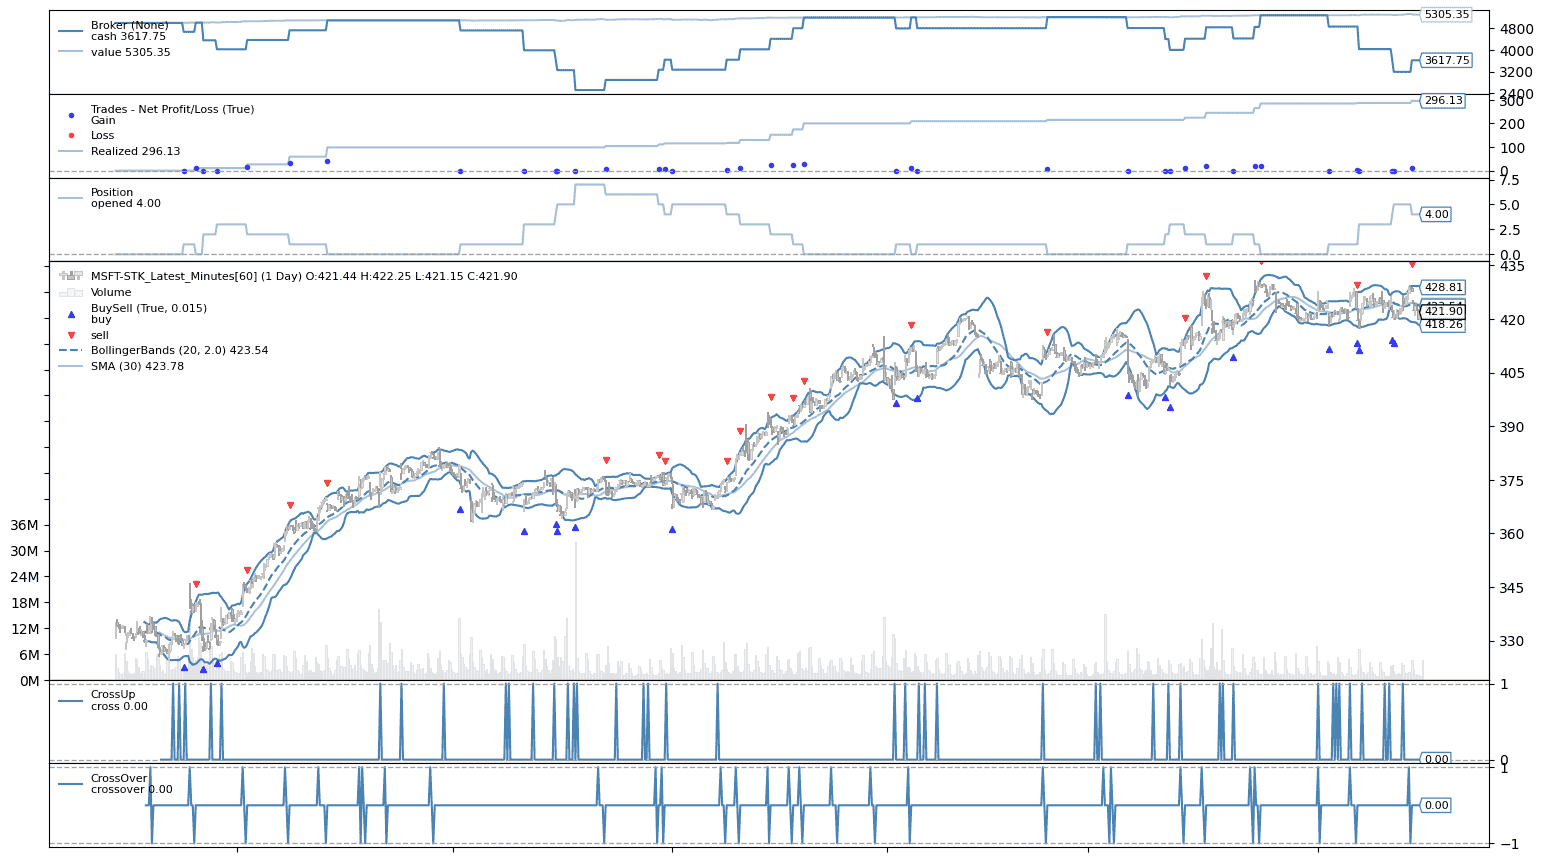 Broker (None)
cash 3617.75
value 5305.35
5305.35
4800
4000
3617.75
3200
2400
Trades - Net Profit/Loss (True)
Gain
Loss
Realized 296.13
296.13
300
200
100
0
Position
opened 4.00
7.5
5.0
4.00
2.5
0.0
MSFT-STK_Latest_Minutes[60] (1 Day) O:421.44 H:422.25 L:421.15 C:421.90
Volume
BuySell (True, 0.015)
buy
sell
BollingerBands (20, 2.0) 423.54
SMA (30) 423.78
435
428.81
423.54
421.90
420
418.26
405
390
375
360
345
330
36M
30M
24M
18M
12M
6M
0M
CrossUp
cross 0.00
1
0
0.00
CrossOver
crossover 0.00
1
0.00
−1